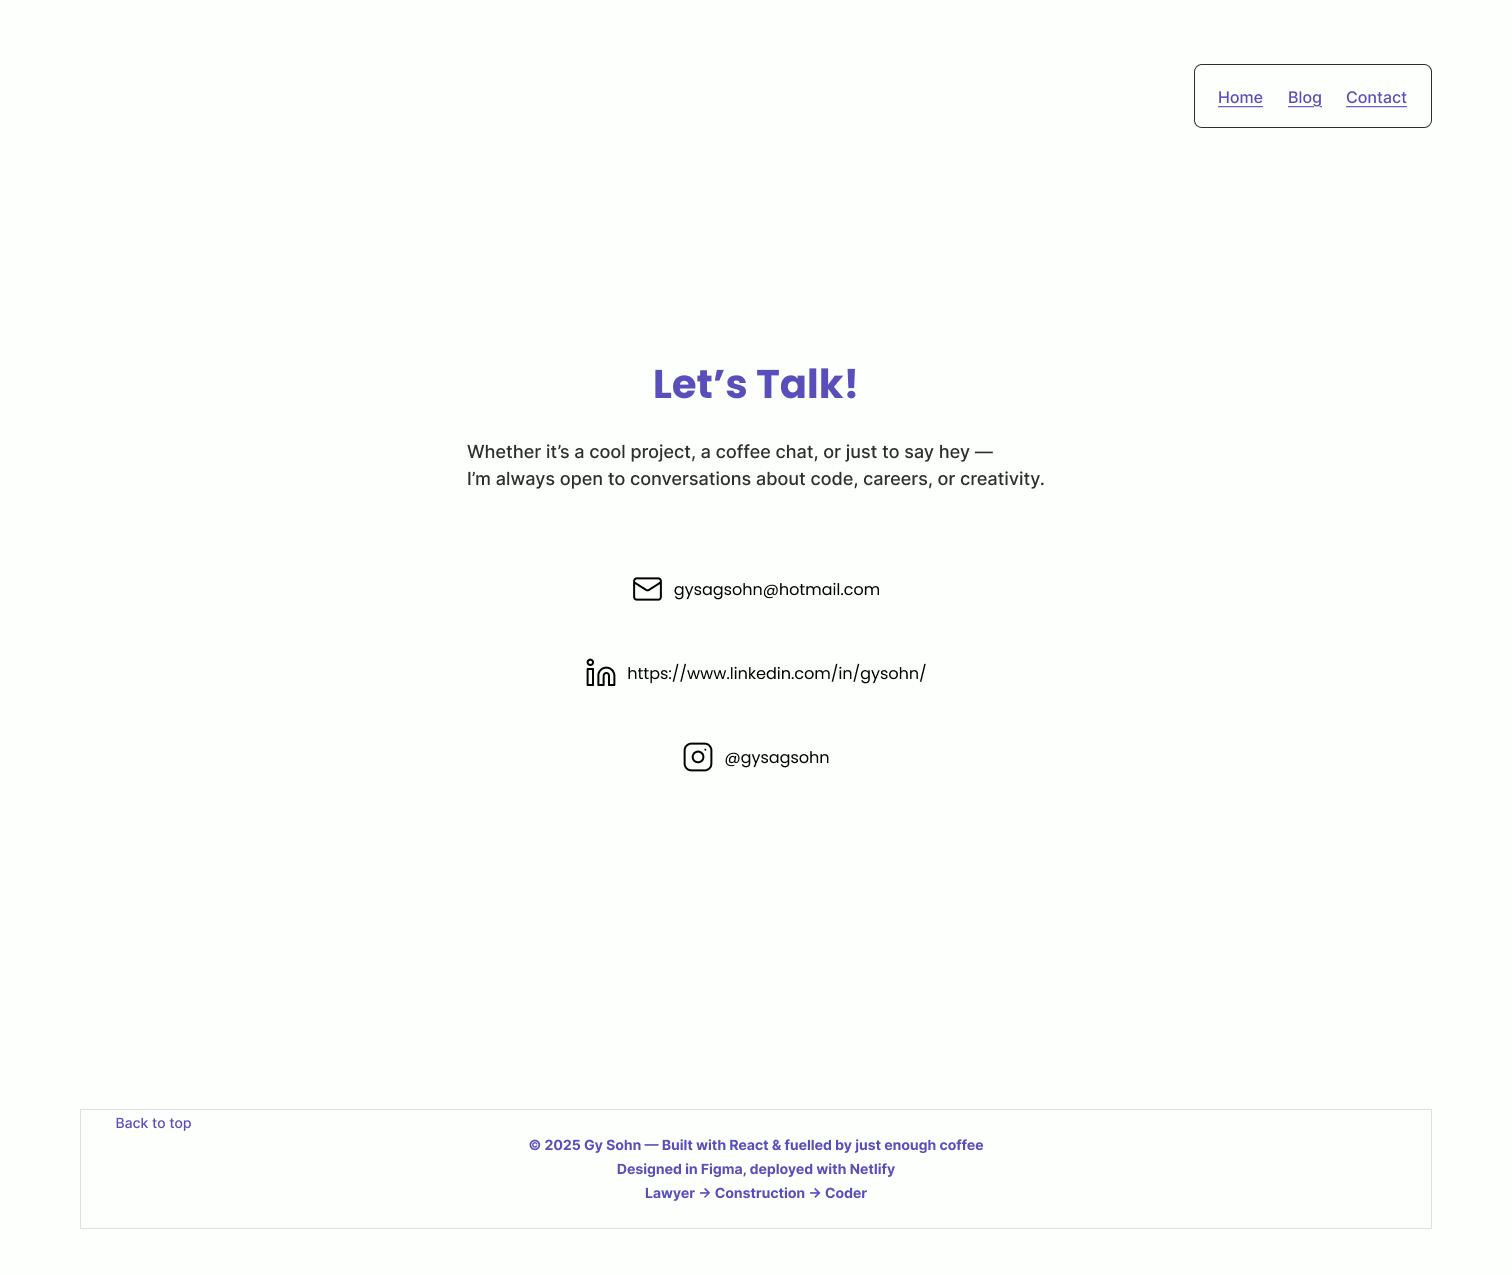 Home Blog Contact
Let’s Talk!
Whether it’s a cool project, a coffee chat, or just to say hey —
I’m always open to conversations about code, careers, or creativity.
gysagsohn@hotmail.com
https://www.linkedin.com/in/gysohn/
@gysagsohn
Back to top
© 2025 Gy Sohn — Built with React & fuelled by just enough coffee
Designed in Figma, deployed with Netlify
Lawyer → Construction → Coder